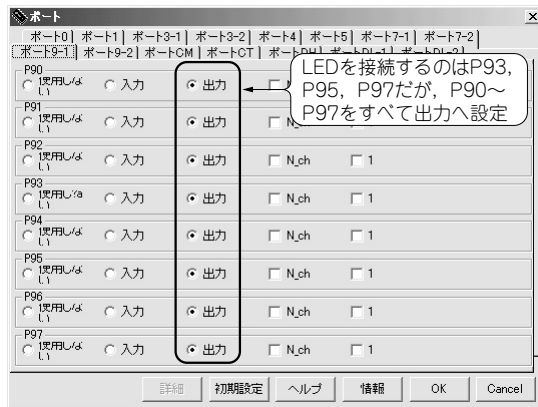 ポート
ポート0 ポート1 ポート3-1 ポート3-2 ポート4 ポート5 ポート7-1 ポート7-2
ポート9-1 ポート9-2 ポートCM ポートCT
LEDを接続するのはP93,
P95, P97だが, P90～
P97をすべて出力へ設定
P90
使用しない 入力 出力
P91
使用しない 入力 出力 N_ch 1
P92
使用しない 入力 出力 N_ch 1
P93
使用しない 入力 出力 N_ch 1
P94
使用しない 入力 出力 N_ch 1
P95
使用しない 入力 出力 N_ch 1
P96
使用しない 入力 出力 N_ch 1
P97
使用しない 入力 出力 N_ch 1
詳細 初期設定 ヘルプ 情報 OK Cancel